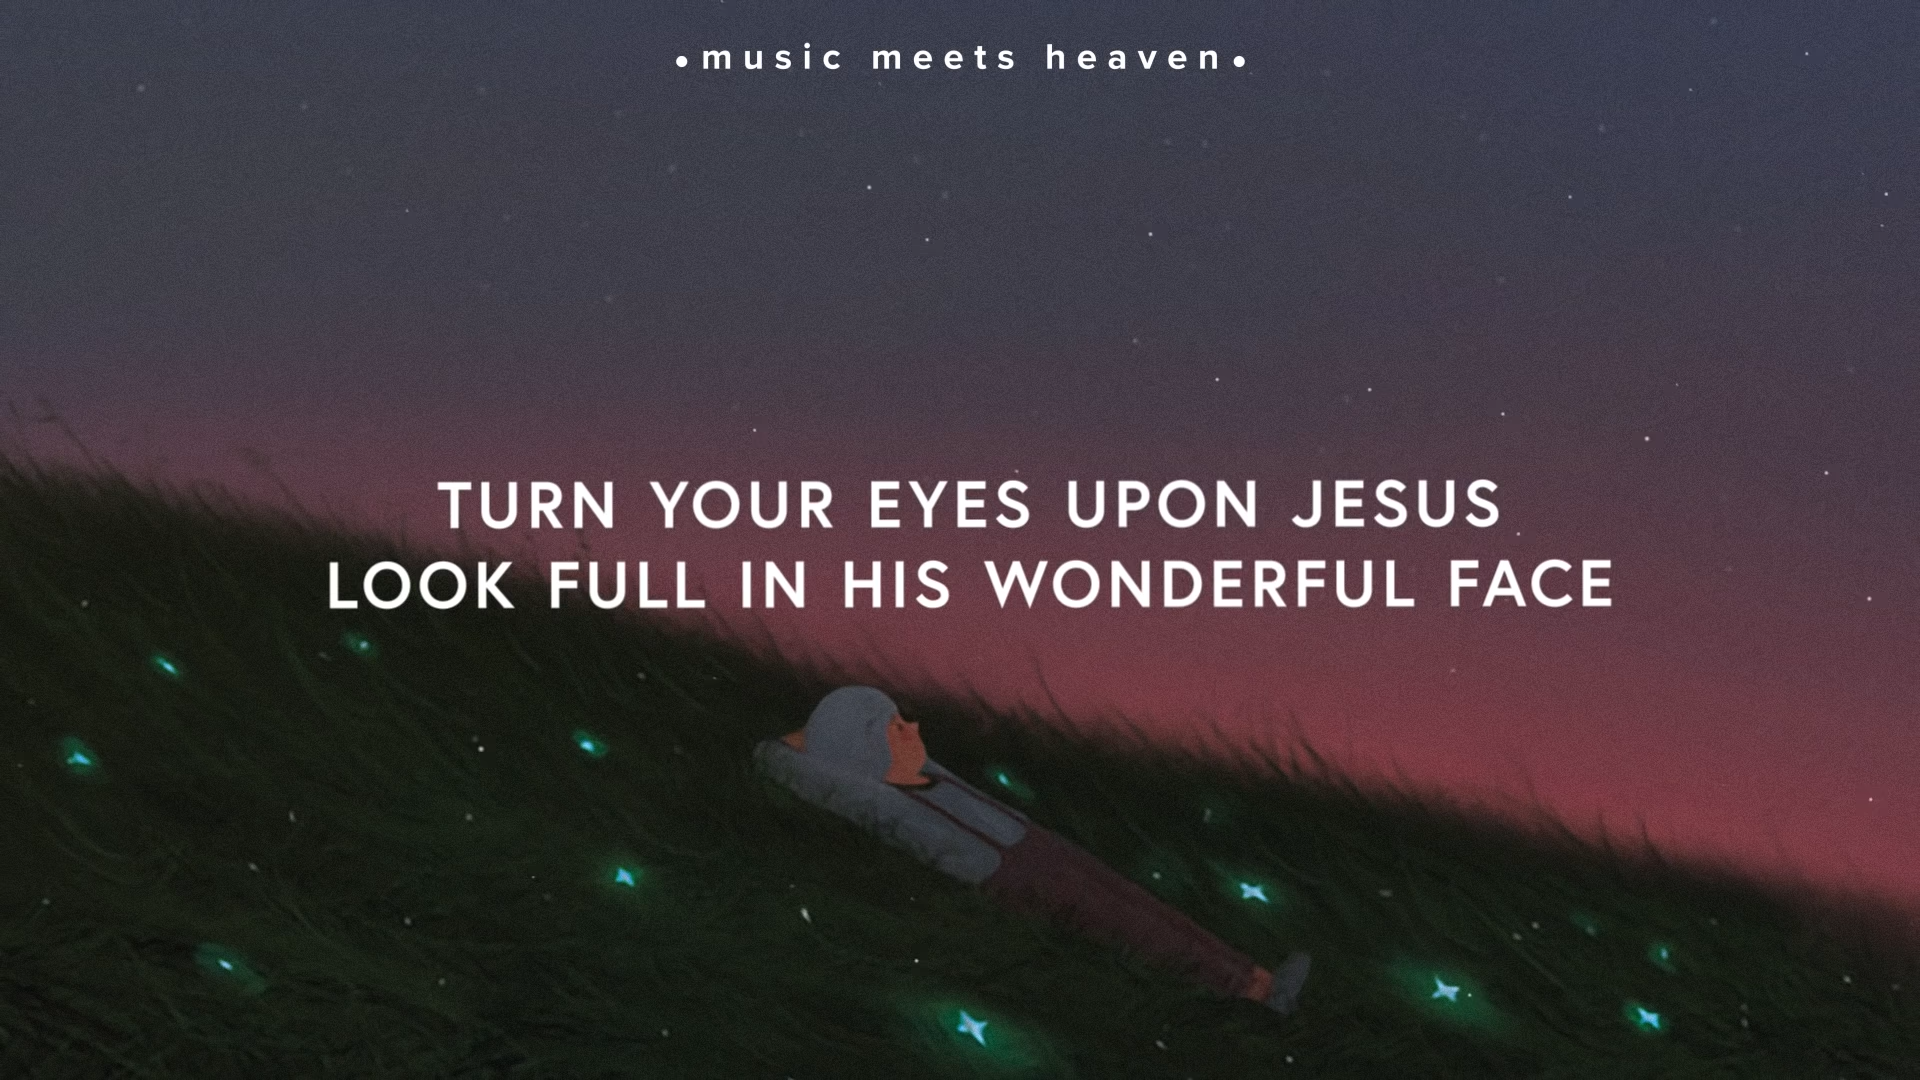 •music meets heaven•
TURN YOUR EYES UPON JESUS
LOOK FULL IN HIS WONDERFUL FACE